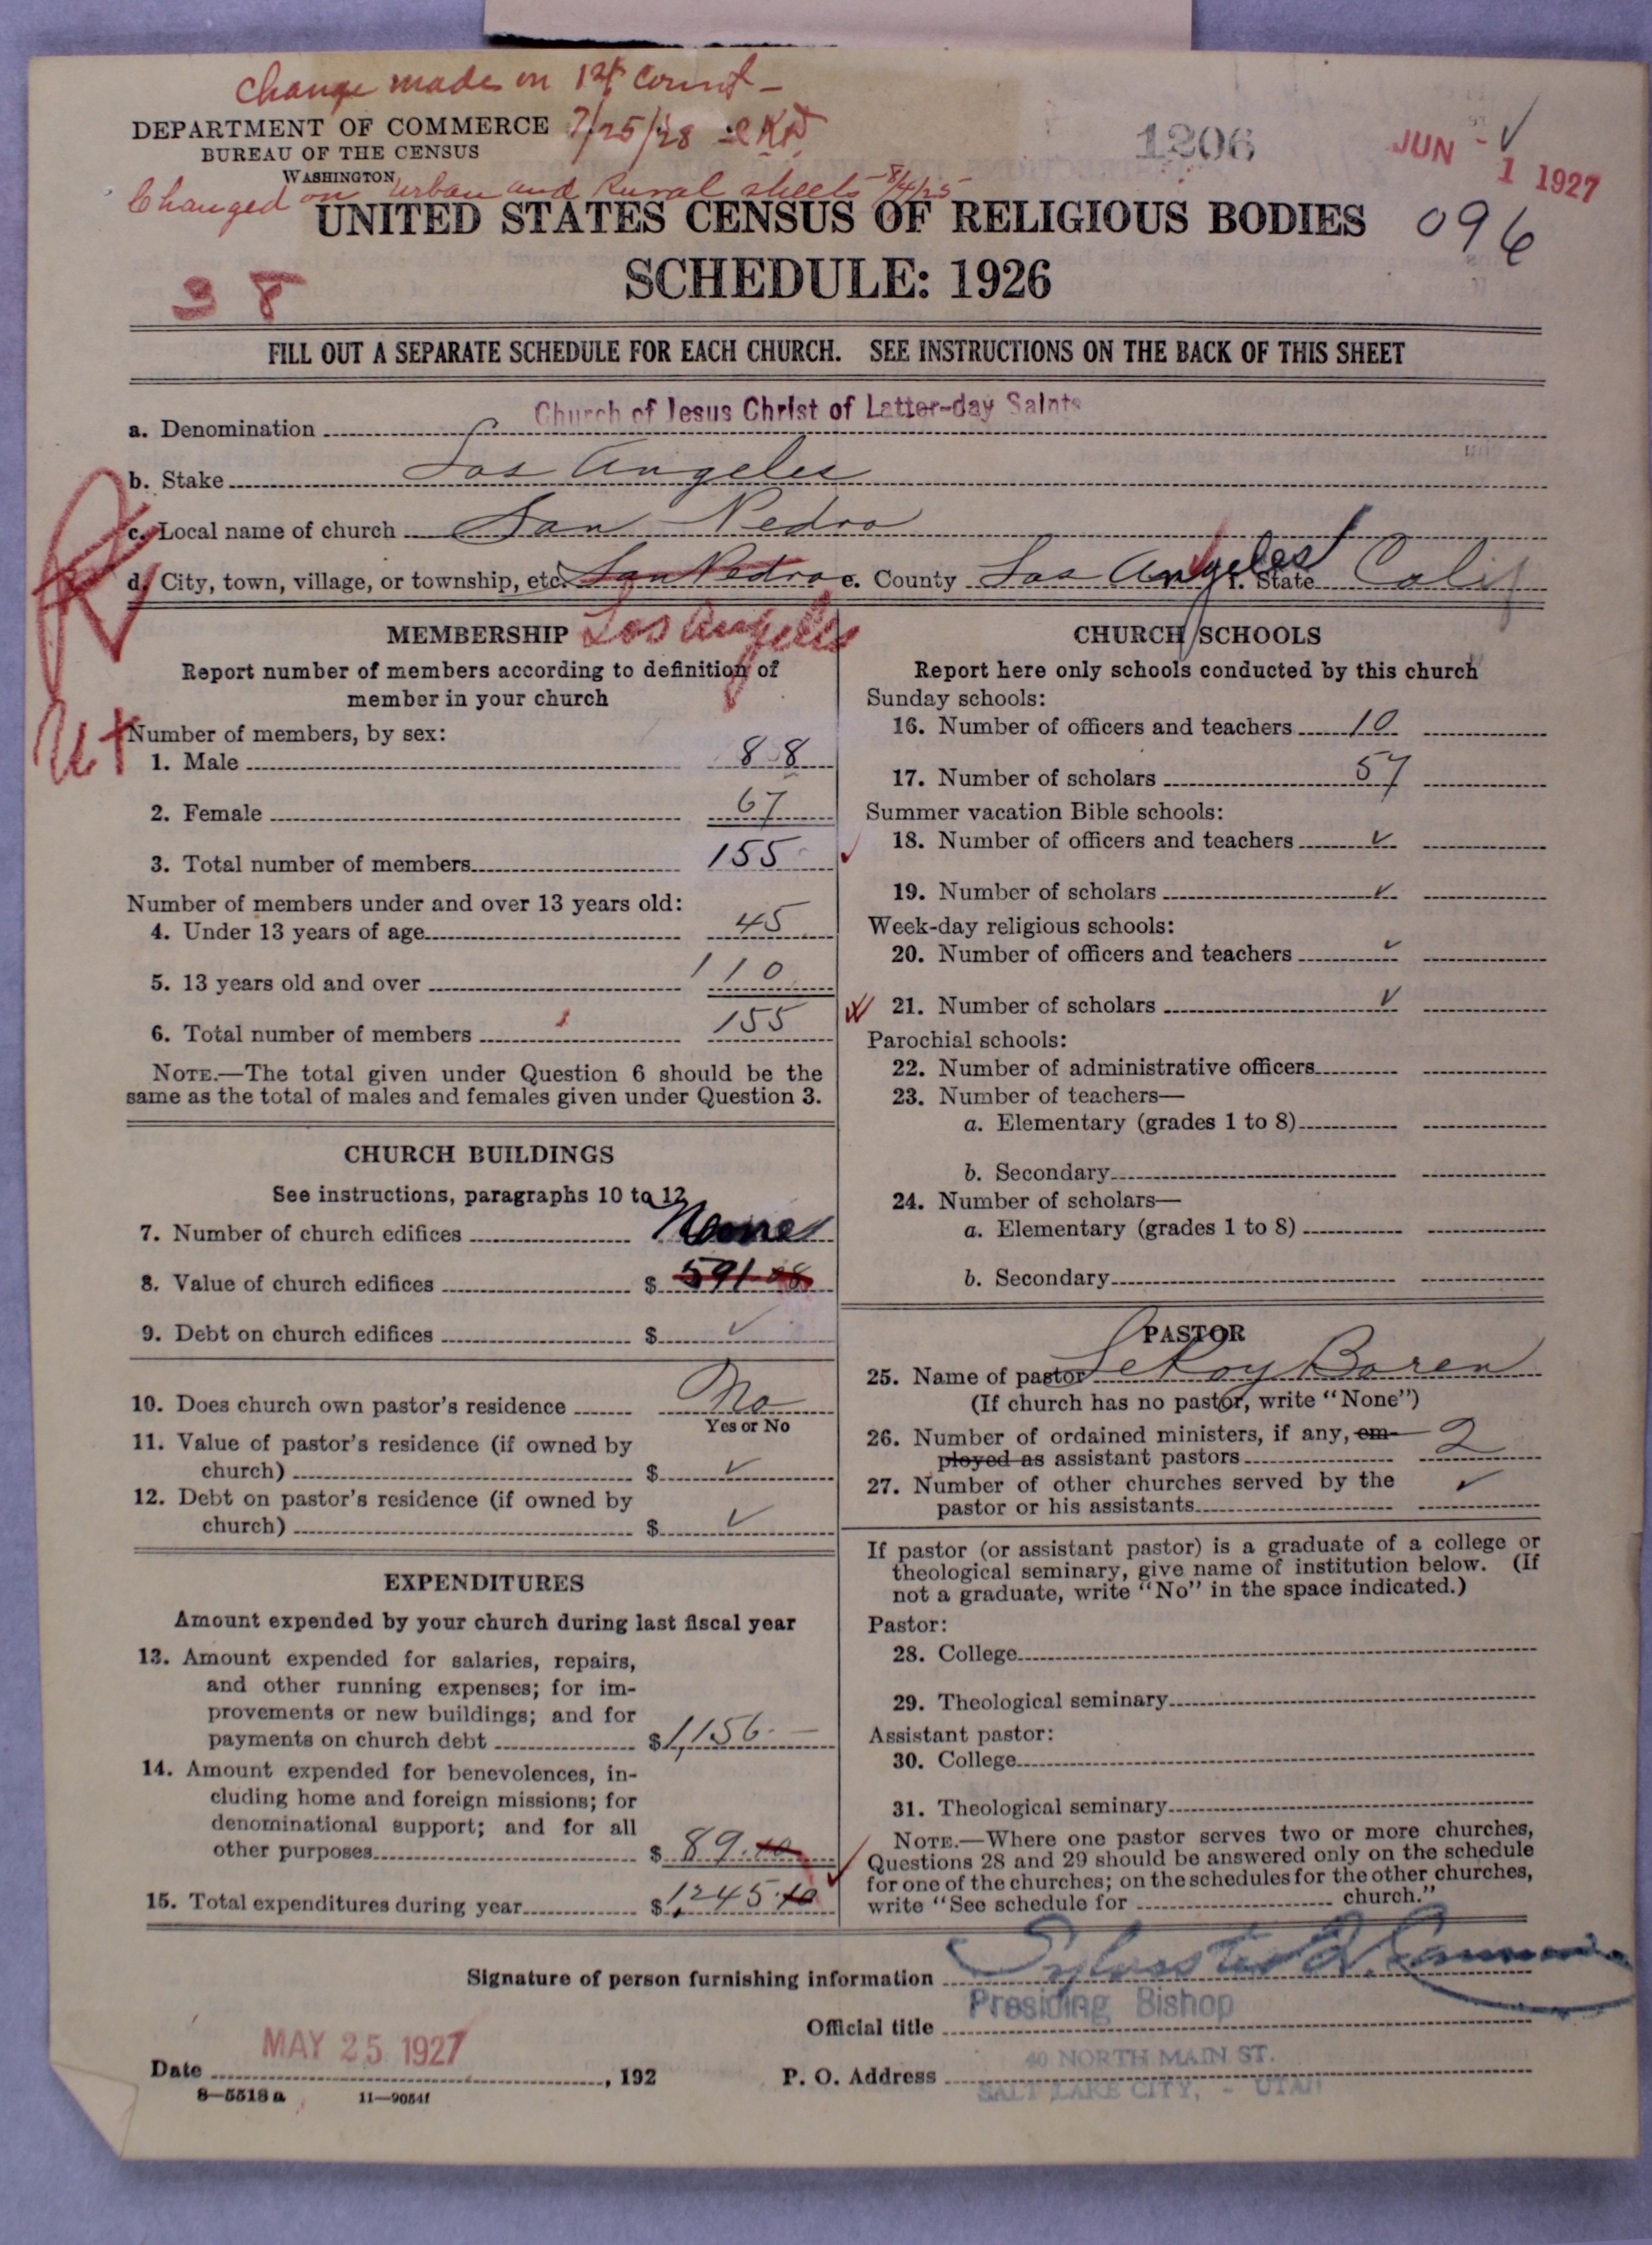 Change made on 1st Count -
DEPARTMENT OF COMMERCE 7/25/28
BUREAU OF THE CENSUS
WASHINGTON
1206
JUN - 1 1927
Changed on Urban and Rural sheets - 8/4/25
UNITED STATES CENSUS OF RELIGIOUS BODIES
096
SCHEDULE: 1926
38
FILL OUT A SEPARATE SCHEDULE FOR EACH CHURCH. SEE INSTRUCTIONS ON THE BACK OF THIS SHEET
a. Denomination Church of Jesus Christ of Latter-day Saints
b. Stake Los Angeles
c. Local name of church San Pedro
d. City, town, village, or township, etc. San Pedro e. County Los Angeles f. State Calif
Los Angeles
MEMBERSHIP
Report number of members according to definition of
member in your church
Number of members, by sex:
1. Male 88
2. Female 67
3. Total number of members 155
Number of members under and over 13 years old:
4. Under 13 years of age 45
5. 13 years old and over 110
6. Total number of members 155
NOTE.—The total given under Question 6 should be the
same as the total of males and females given under Question 3.
CHURCH BUILDINGS
See instructions, paragraphs 10 to 12
7. Number of church edifices None
8. Value of church edifices $ 591.08
9. Debt on church edifices $ ✓
10. Does church own pastor's residence No
Yes or No
11. Value of pastor's residence (if owned by
church) $ ✓
12. Debt on pastor's residence (if owned by
church) $ ✓
EXPENDITURES
Amount expended by your church during last fiscal year
13. Amount expended for salaries, repairs,
and other running expenses; for im-
provements or new buildings; and for
payments on church debt $ 1,156.—
14. Amount expended for benevolences, in-
cluding home and foreign missions; for
denominational support; and for all
other purposes $ 89.10
15. Total expenditures during year $ 1,245.10
CHURCH SCHOOLS
Report here only schools conducted by this church
Sunday schools:
16. Number of officers and teachers 10
17. Number of scholars 57
Summer vacation Bible schools:
18. Number of officers and teachers ✓
19. Number of scholars ✓
Week-day religious schools:
20. Number of officers and teachers ✓
21. Number of scholars ✓
Parochial schools:
22. Number of administrative officers
23. Number of teachers—
a. Elementary (grades 1 to 8)
b. Secondary
24. Number of scholars—
a. Elementary (grades 1 to 8)
b. Secondary
PASTOR
25. Name of pastor LeRoy Boren
(If church has no pastor, write "None")
26. Number of ordained ministers, if any, em-
ployed as assistant pastors 2
27. Number of other churches served by the
pastor or his assistants ✓
If pastor (or assistant pastor) is a graduate of a college or
theological seminary, give name of institution below. (If
not a graduate, write "No" in the space indicated.)
Pastor:
28. College
29. Theological seminary
Assistant pastor:
30. College
31. Theological seminary
NOTE.—Where one pastor serves two or more churches,
Questions 28 and 29 should be answered only on the schedule
for one of the churches; on the schedules for the other churches,
write "See schedule for church."
Signature of person furnishing information Sylvester Q. Cannon
Official title Presiding Bishop
Date MAY 25 1927, 192
P. O. Address 40 NORTH MAIN ST.
SALT LAKE CITY, - UTAH
8—5518 a 11—9054f